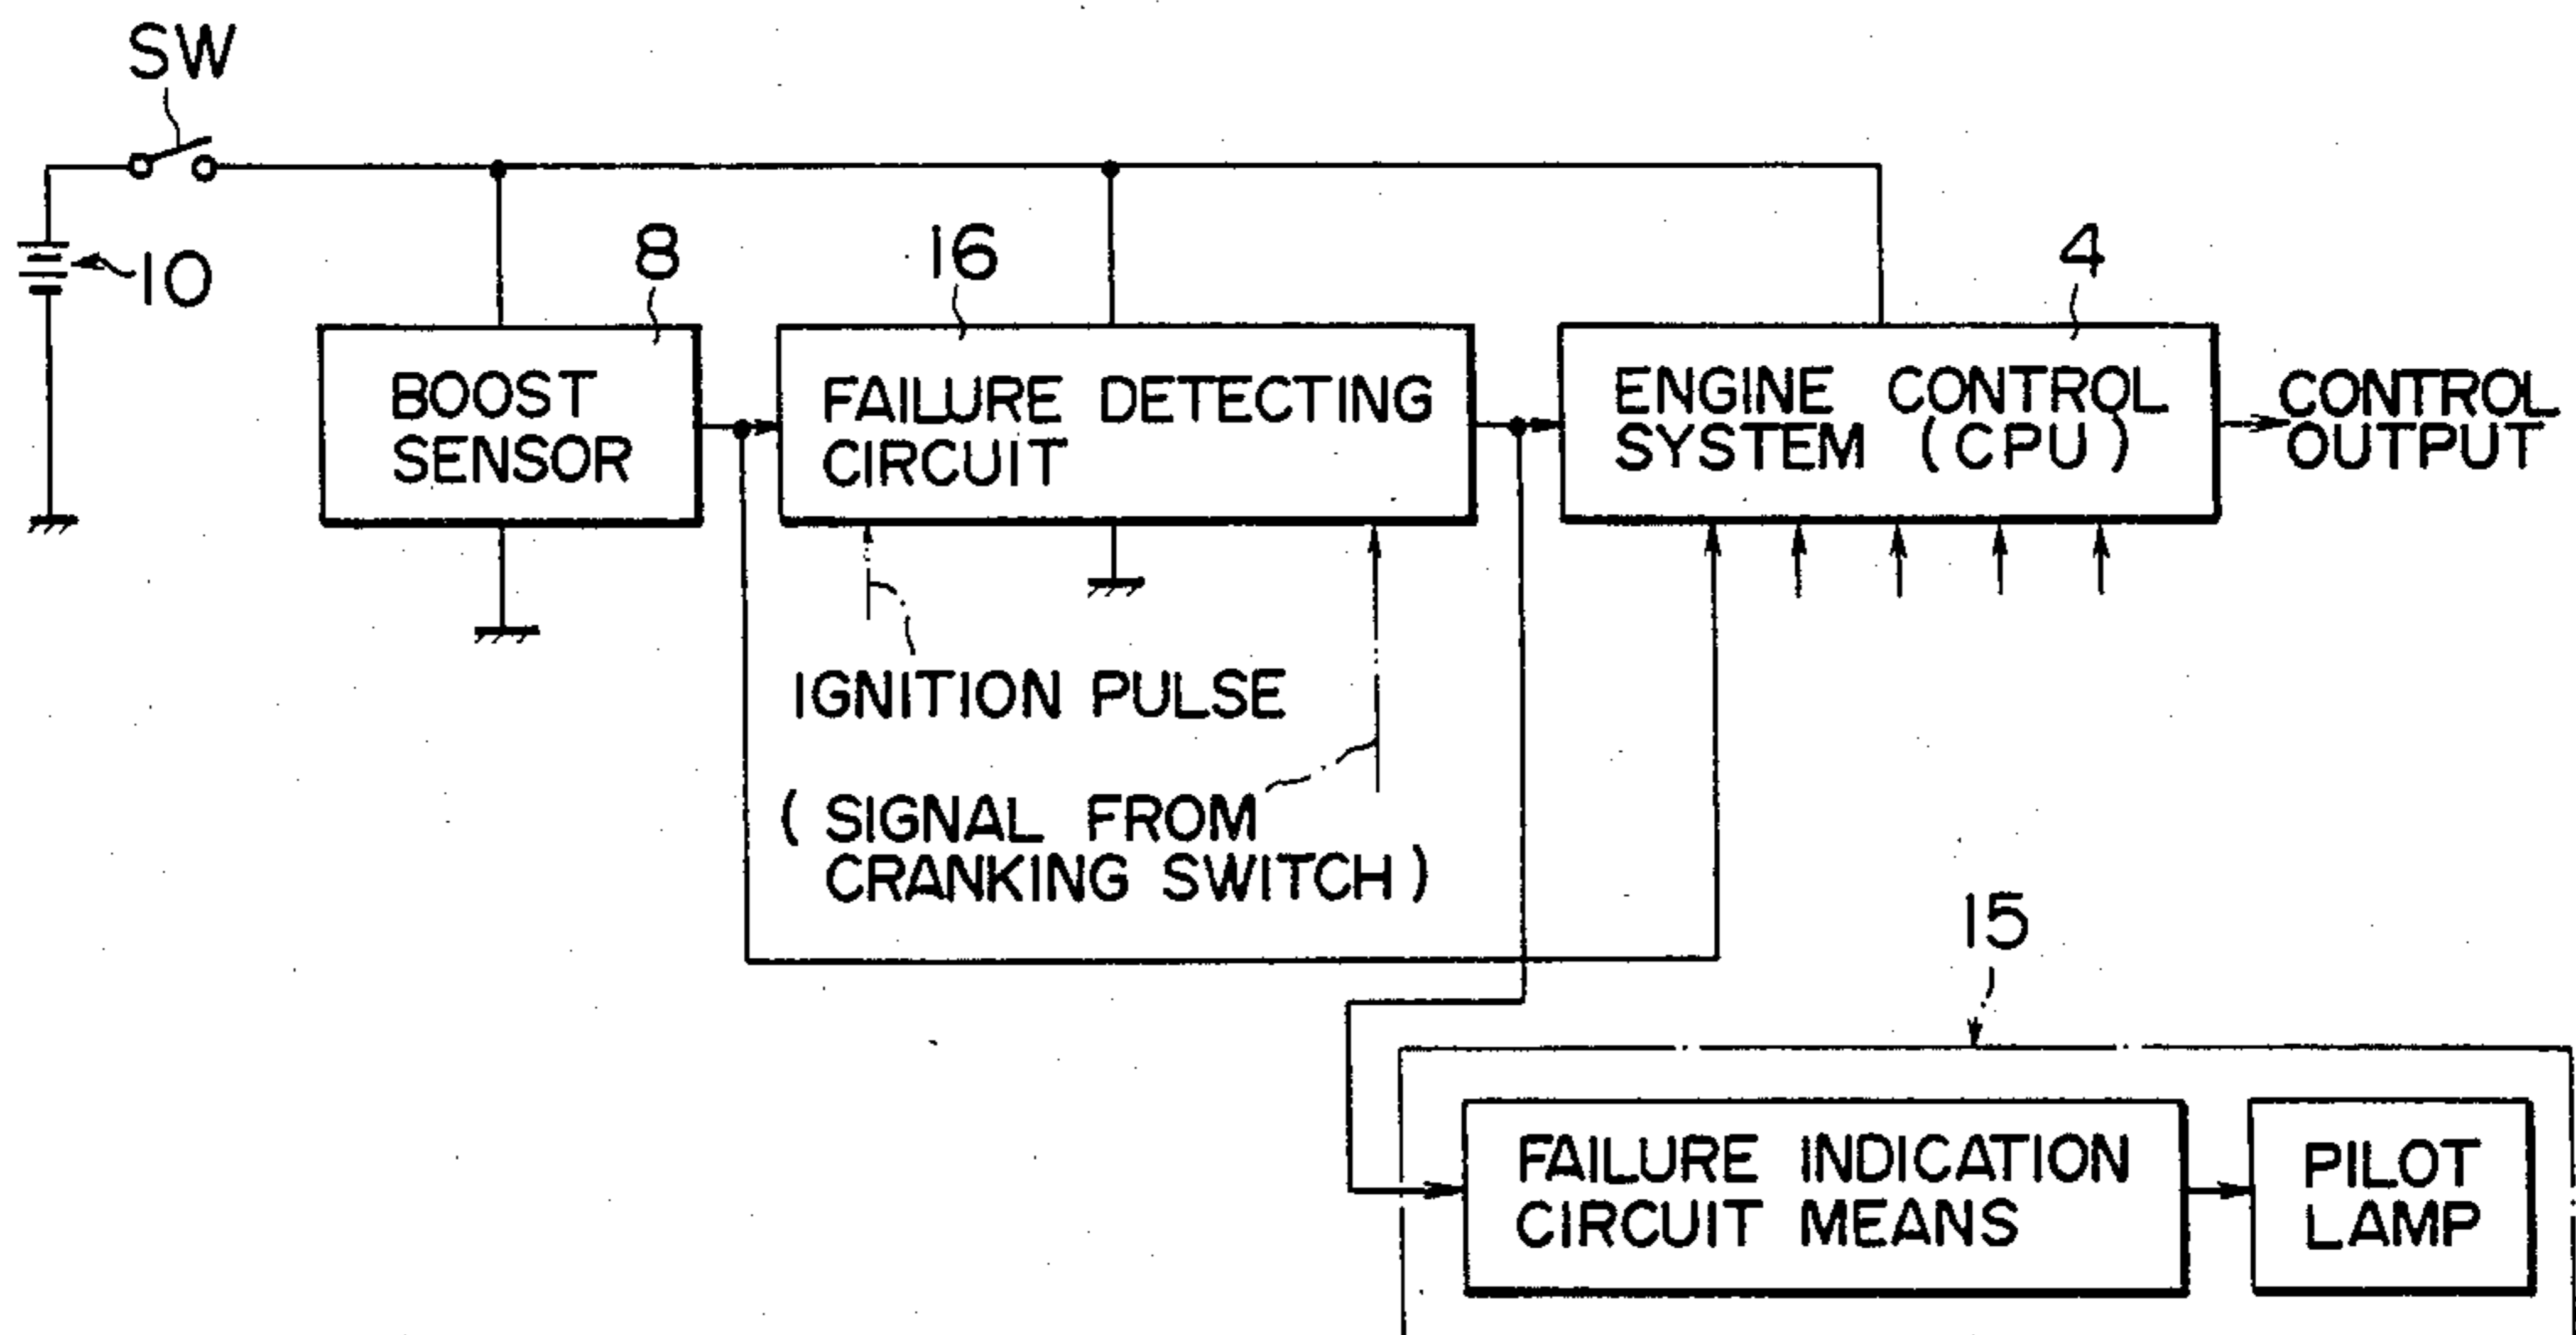 SW
10
8
16
4
BOOST
SENSOR
FAILURE DETECTING
CIRCUIT
ENGINE CONTROL
SYSTEM (CPU)
CONTROL
OUTPUT
IGNITION PULSE
( SIGNAL FROM
CRANKING SWITCH )
15
FAILURE INDICATION
CIRCUIT MEANS
PILOT
LAMP